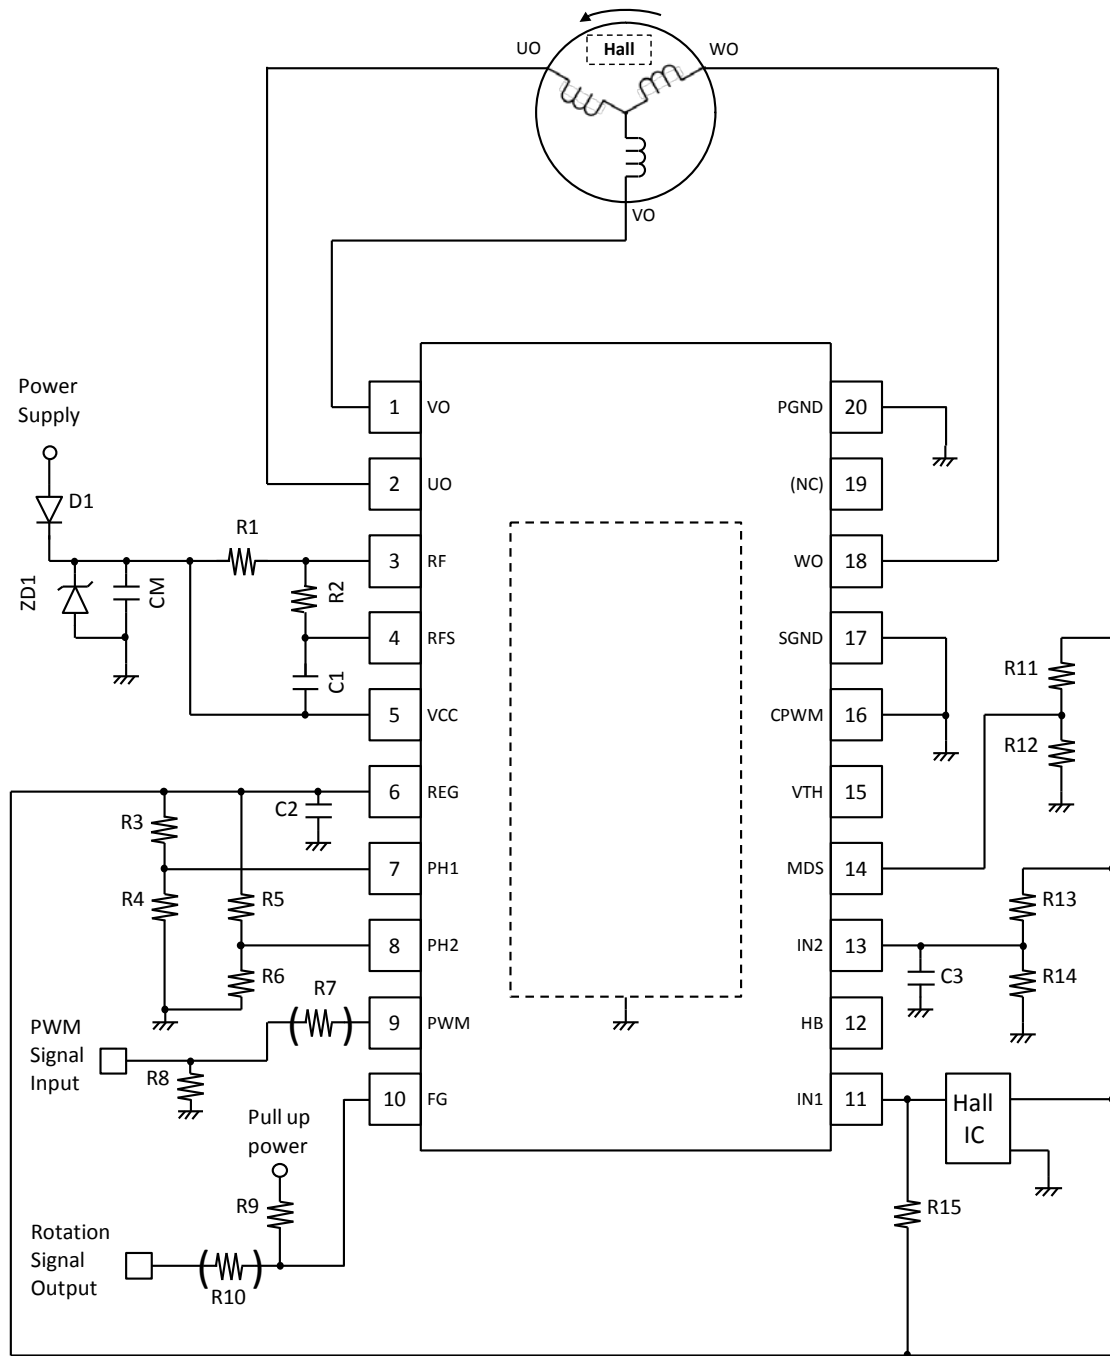 UO
Hall
WO
VO
Power
Supply
D1
ZD1
CM
R1
R2
C1
1 VO
2 UO
3 RF
4 RFS
5 VCC
6 REG
7 PH1
8 PH2
9 PWM
10 FG
PGND 20
(NC) 19
WO 18
SGND 17
CPWM 16
VTH 15
MDS 14
IN2 13
HB 12
IN1 11
R11
R12
R13
R14
C3
Hall
IC
R15
C2
R3
R4
R5
R6
(R7)
PWM
Signal
Input
R8
Pull up
power
R9
Rotation
Signal
Output
(R10)